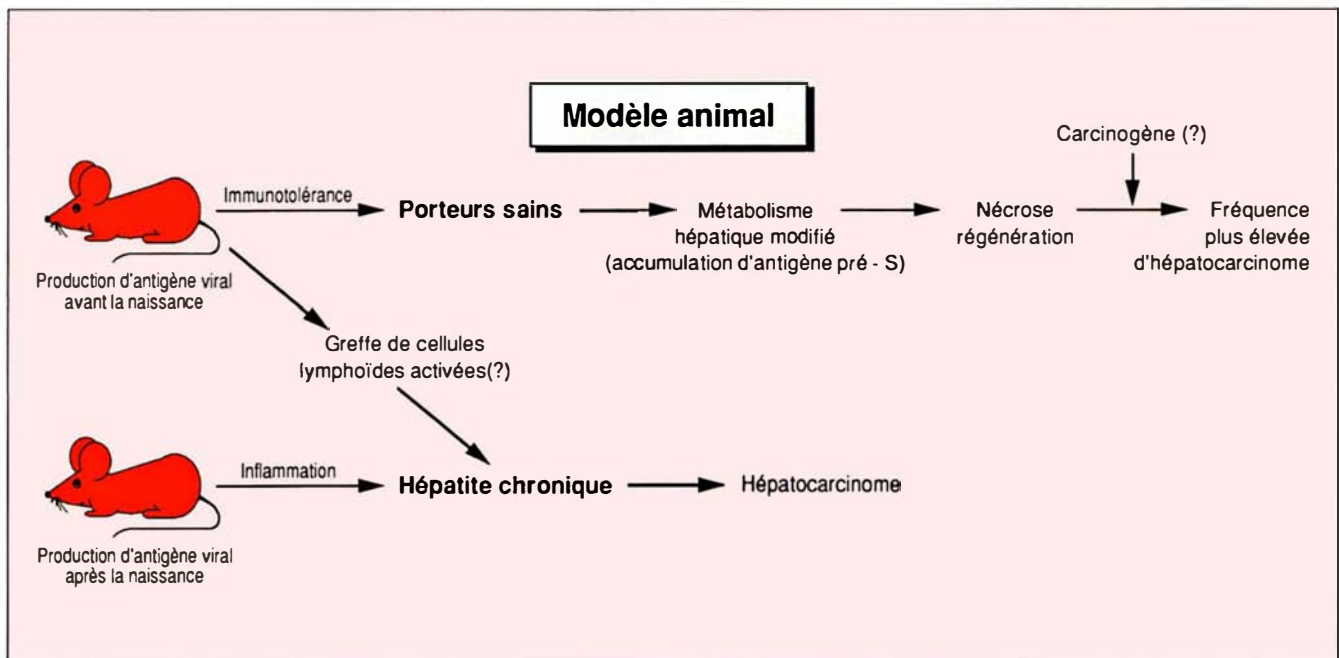 Modèle animal
Carcinogène (?)
Immunotolérance
Porteurs sains
Métabolisme
hépatique modifié
(accumulation d'antigène pré - S)
Nécrose
régénération
Fréquence
plus élevée
d'hépatocarcinome
Production d'antigène viral
avant la naissance
Greffe de cellules
lymphoïdes activées(?)
Inflammation
Hépatite chronique
Hépatocarcinome
Production d'antigène viral
après la naissance